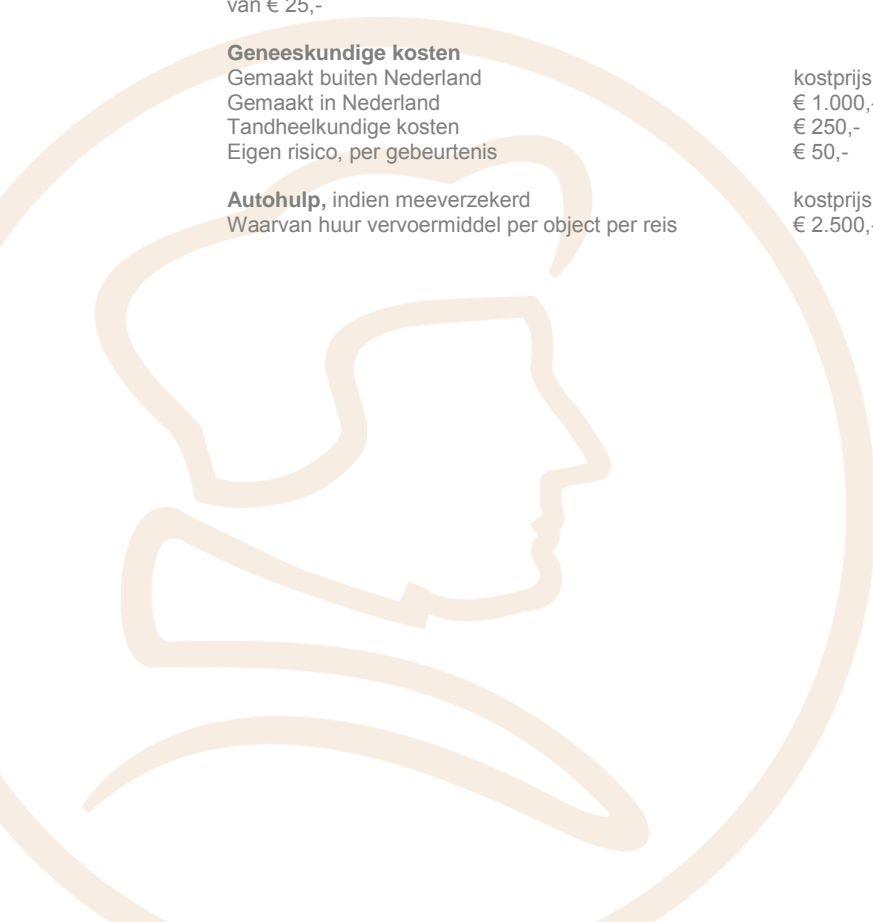 van € 25,-
Geneeskundige kosten
Gemaakt buiten Nederland kostprijs
Gemaakt in Nederland € 1.000,-
Tandheelkundige kosten € 250,-
Eigen risico, per gebeurtenis € 50,-
Autohulp, indien meeverzekerd kostprijs
Waarvan huur vervoermiddel per object per reis € 2.500,-